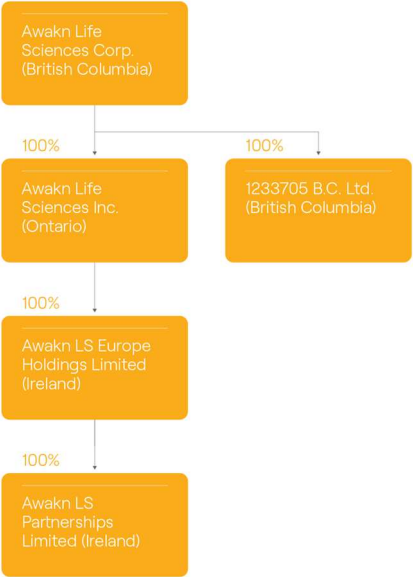 Awakn Life
Sciences Corp.
(British Columbia)
100%
100%
Awakn Life
Sciences Inc.
(Ontario)
1233705 B.C. Ltd.
(British Columbia)
100%
Awakn LS Europe
Holdings Limited
(Ireland)
100%
Awakn LS
Partnerships
Limited (Ireland)